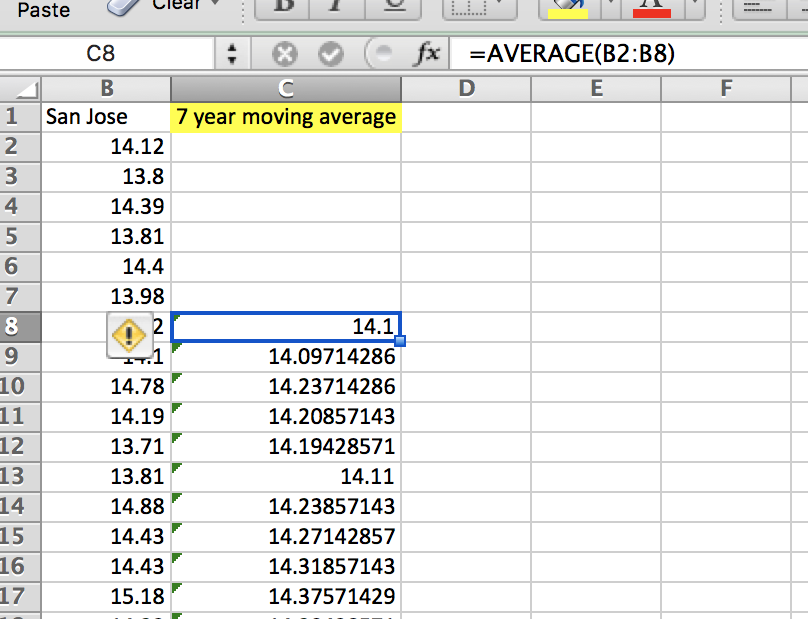 Paste Clear B I U A
C8 fx =AVERAGE(B2:B8)
B C D E F
1 San Jose 7 year moving average
2 14.12
3 13.8
4 14.39
5 13.81
6 14.4
7 13.98
8 2 14.1
9 14.1 14.09714286
10 14.78 14.23714286
11 14.19 14.20857143
12 13.71 14.19428571
13 13.81 14.11
14 14.88 14.23857143
15 14.43 14.27142857
16 14.43 14.31857143
17 15.18 14.37571429